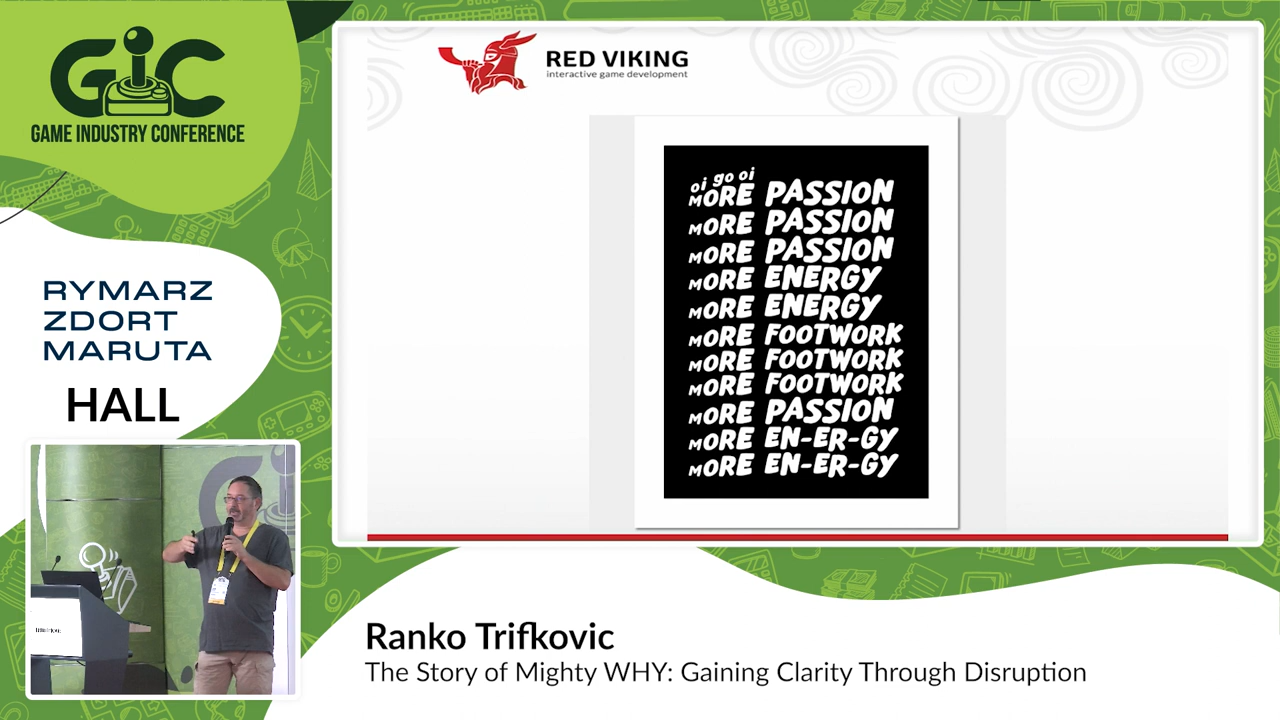 GIC
GAME INDUSTRY CONFERENCE
RYMARZ
ZDORT
MARUTA
HALL
RED VIKING
interactive game development
oi go oi
MORE PASSION
MORE PASSION
MORE PASSION
MORE ENERGY
MORE ENERGY
MORE FOOTWORK
MORE FOOTWORK
MORE FOOTWORK
MORE PASSION
MORE EN-ER-GY
MORE EN-ER-GY
Ranko Trifkovic
The Story of Mighty WHY: Gaining Clarity Through Disruption